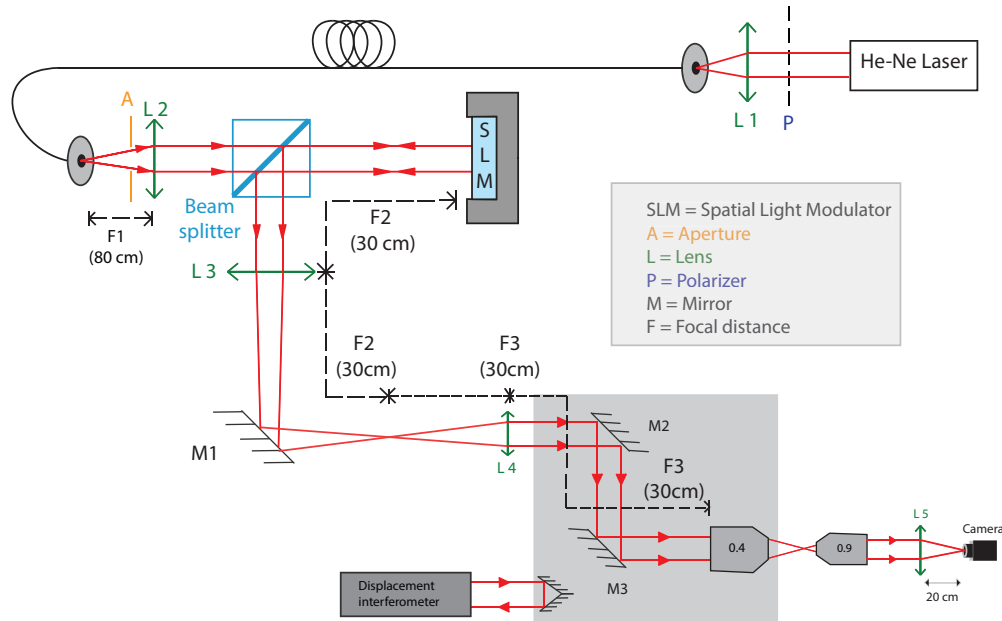 He-Ne Laser
L 1
P
A
L 2
S
L
M
F1
(80 cm)
Beam
splitter
F2
(30 cm)
L 3
SLM = Spatial Light Modulator
A = Aperture
L = Lens
P = Polarizer
M = Mirror
F = Focal distance
F2
(30cm)
F3
(30cm)
M1
L 4
M2
F3
(30cm)
0.4
0.9
L 5
Camera
20 cm
M3
Displacement
interferometer